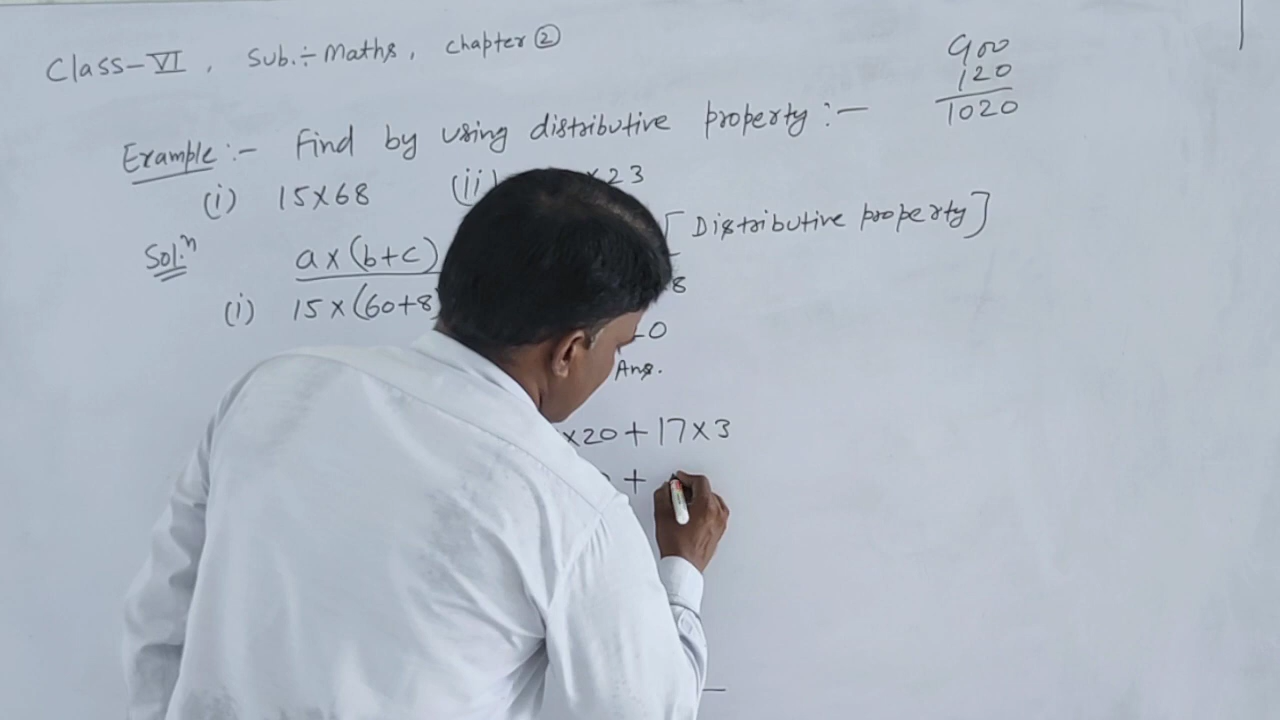 Class-VI, Sub.÷Maths, Chapter ②
900
120
1020
Example:- Find by using distributive property:-
(i) 15×68 (ii) ×23
Sol.ⁿ a×(b+c) [Distributive property]
(i) 15×(60+8 8
0
Ans.
×20+17×3
+